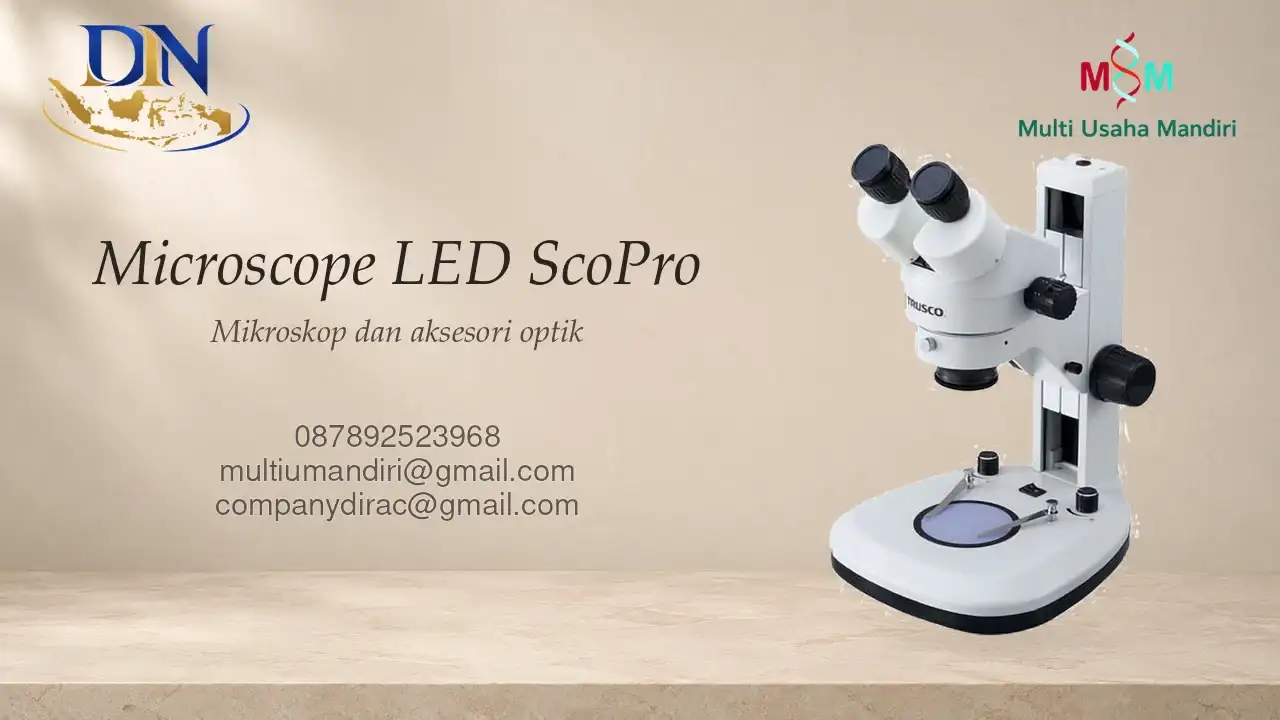 DN
M M
Multi Usaha Mandiri
Microscope LED ScoPro
Mikroskop dan aksesori optik
TRUSCO
087892523968
multiumandiri@gmail.com
companydirac@gmail.com